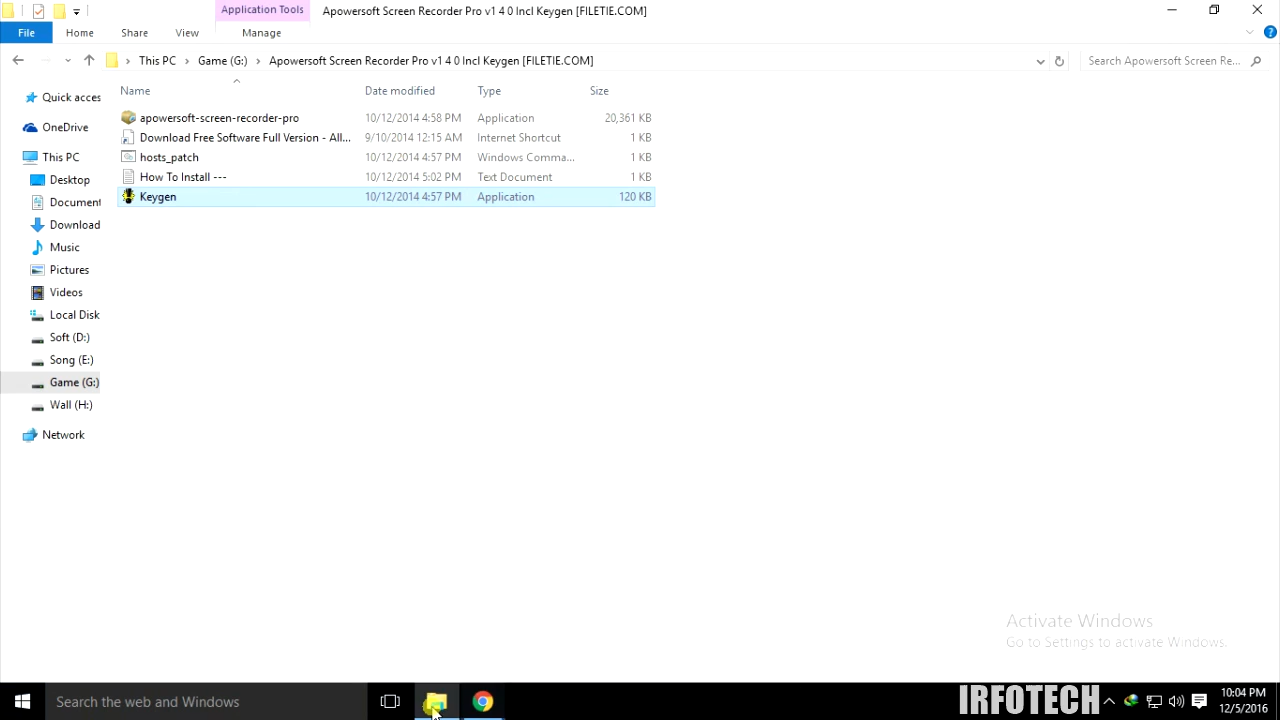 Application Tools
Apowersoft Screen Recorder Pro v1 4 0 Incl Keygen [FILETIE.COM]
File Home Share View Manage
This PC Game (G:) Apowersoft Screen Recorder Pro v1 4 0 Incl Keygen [FILETIE.COM] Search Apowersoft Screen Re...
Name Date modified Type Size
apowersoft-screen-recorder-pro 10/12/2014 4:58 PM Application 20,361 KB
Download Free Software Full Version - All... 9/10/2014 12:15 AM Internet Shortcut 1 KB
hosts_patch 10/12/2014 4:57 PM Windows Comma... 1 KB
How To Install --- 10/12/2014 5:02 PM Text Document 1 KB
Keygen 10/12/2014 4:57 PM Application 120 KB
Quick acces
OneDrive
This PC
Desktop
Document
Download
Music
Pictures
Videos
Local Disk
Soft (D:)
Song (E:)
Game (G:)
Wall (H:)
Network
Activate Windows
Go to Settings to activate Windows.
Search the web and Windows
IRFOTECH
10:04 PM
12/5/2016